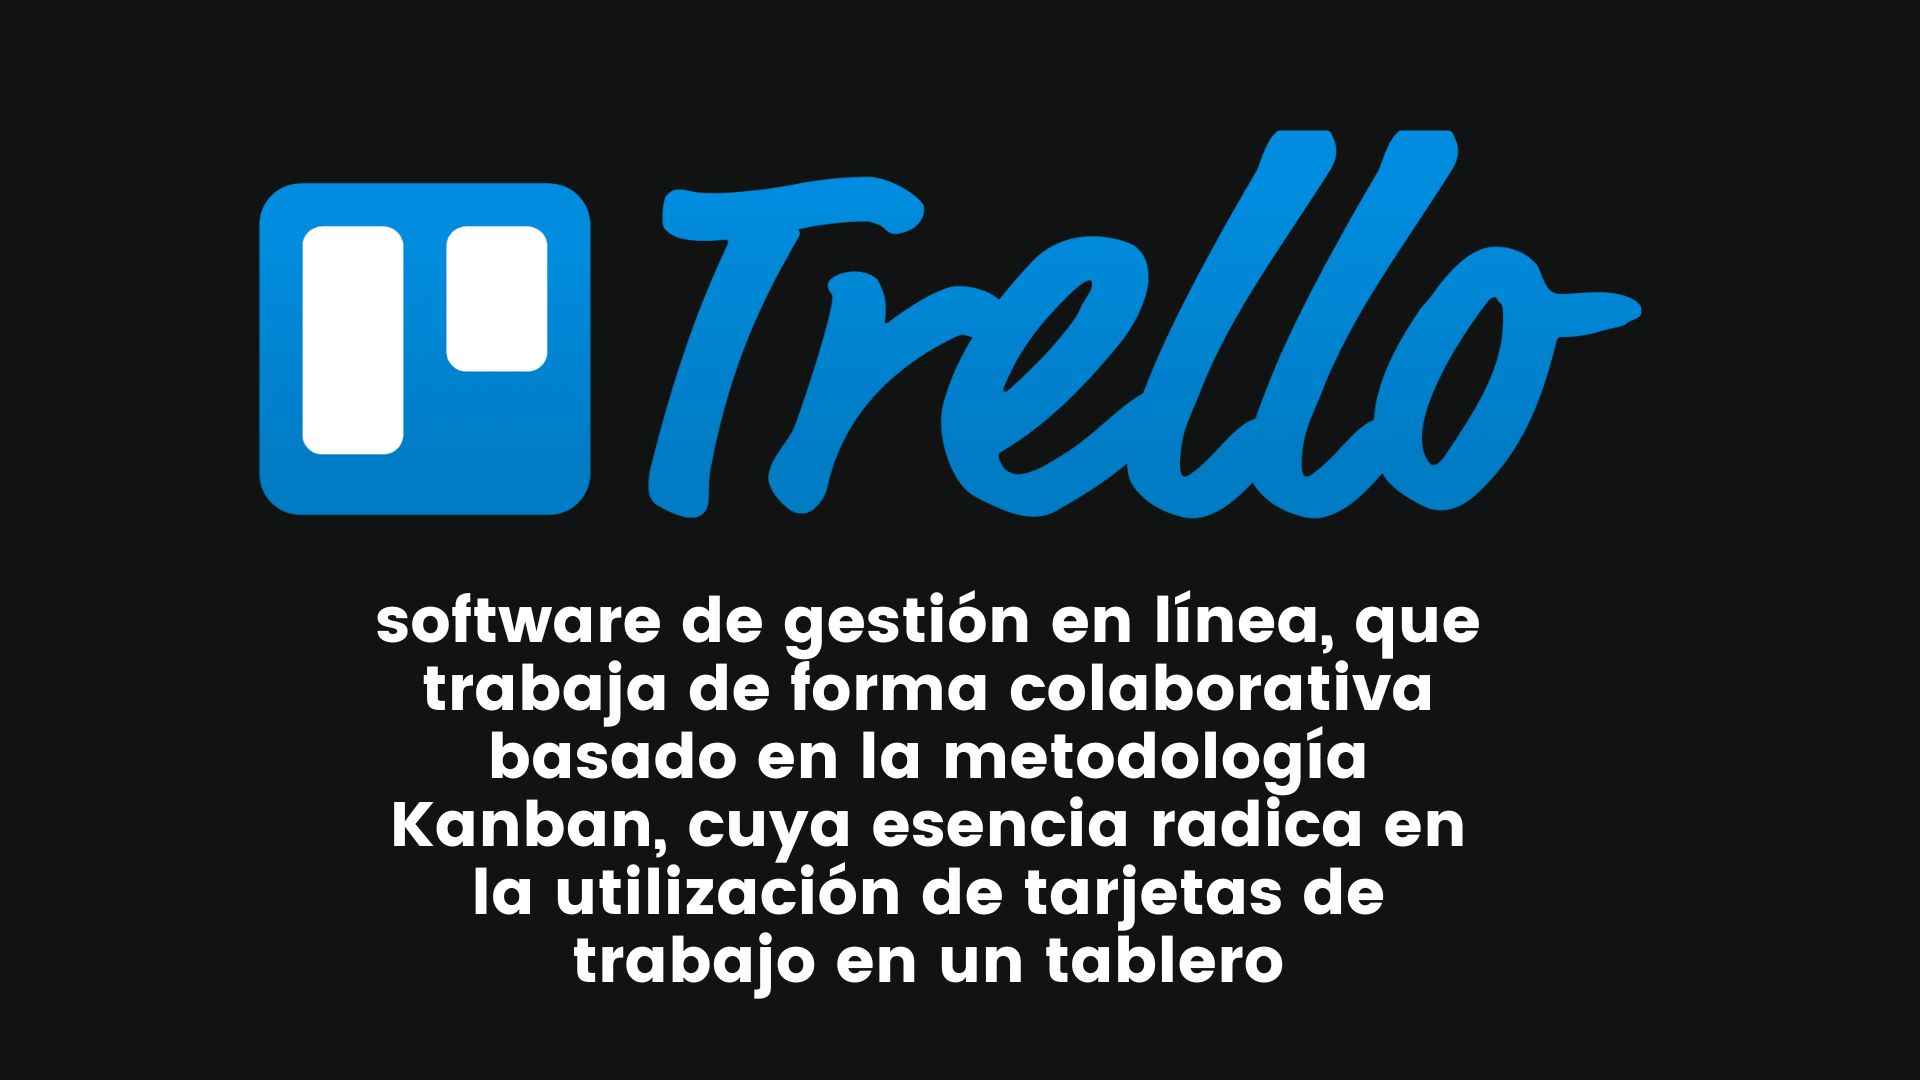 Trello
software de gestión en línea, que
trabaja de forma colaborativa
basado en la metodología
Kanban, cuya esencia radica en
la utilización de tarjetas de
trabajo en un tablero